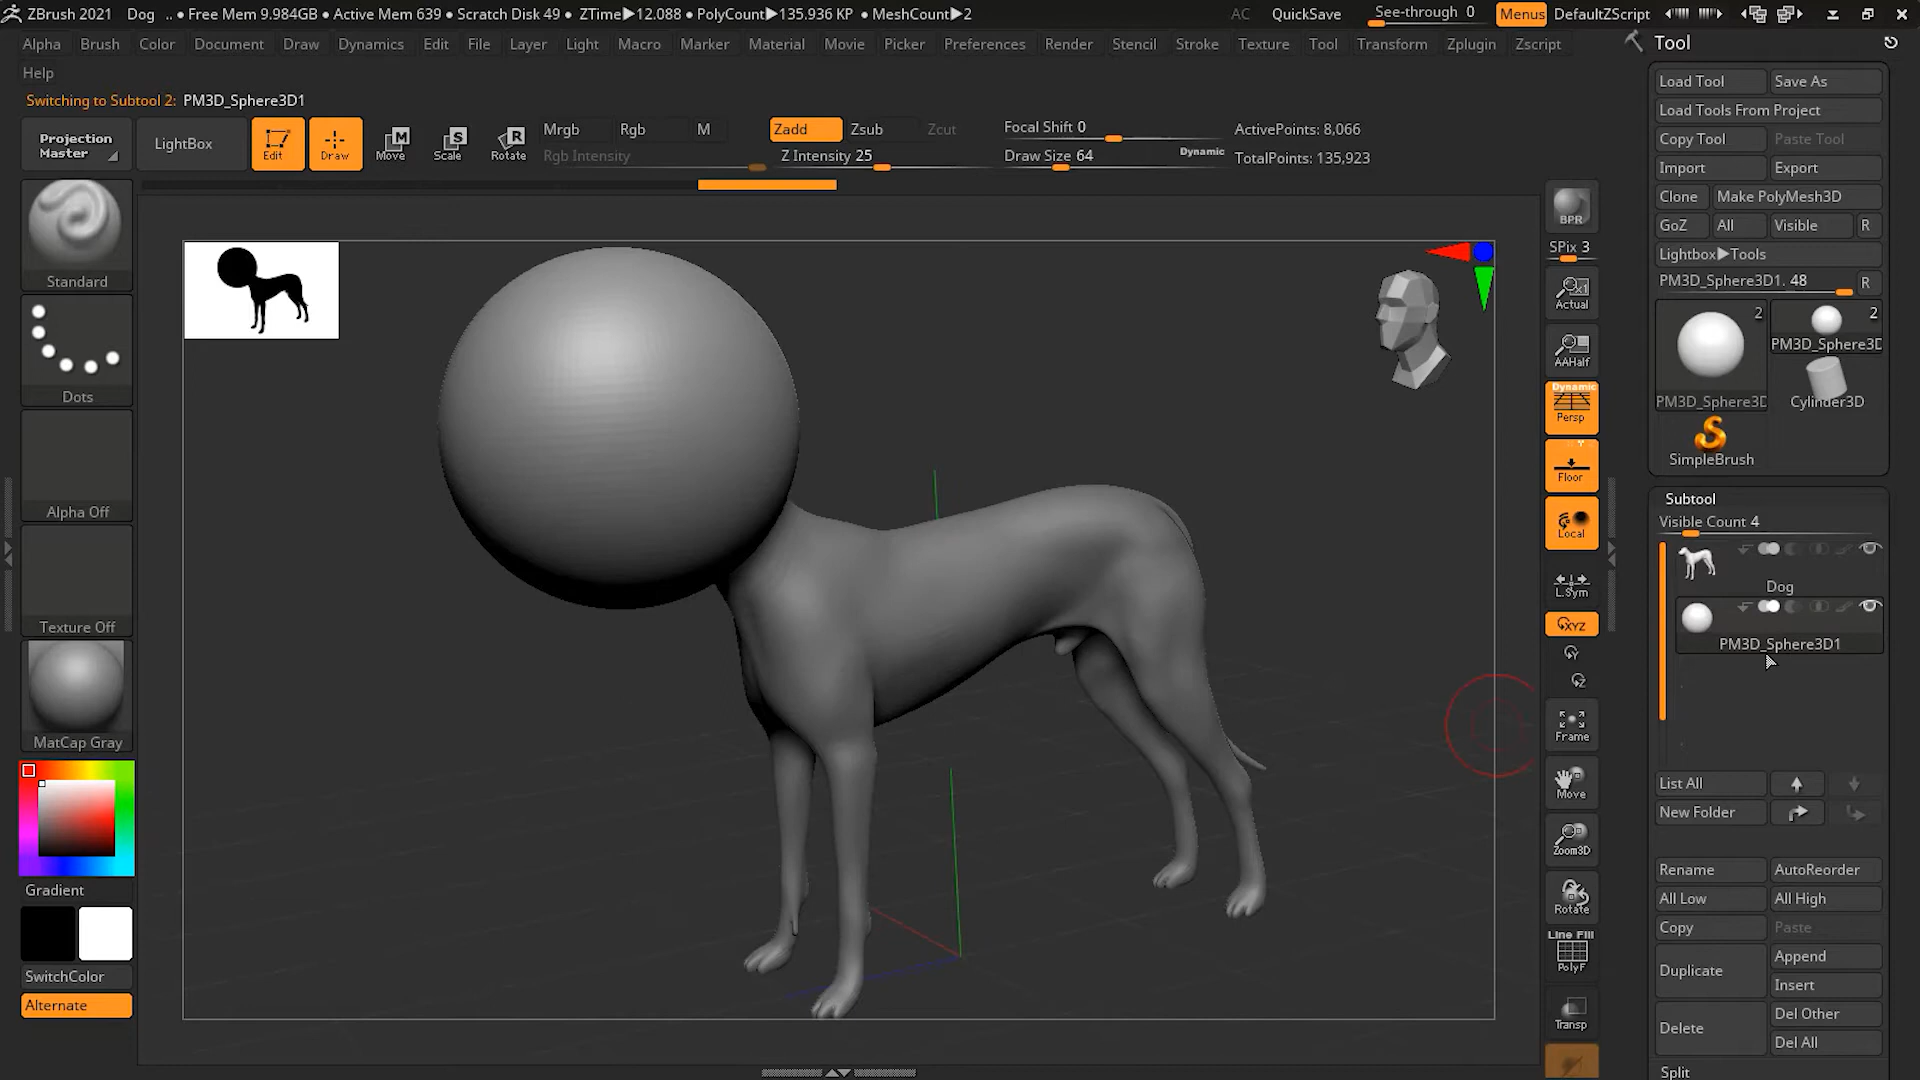 ZBrush 2021 Dog .. • Free Mem 9.984GB • Active Mem 639 • Scratch Disk 49 • ZTime▶12.088 • PolyCount▶135.936 KP • MeshCount▶2 AC QuickSave See-through 0 Menus DefaultZScript
Alpha Brush Color Document Draw Dynamics Edit File Layer Light Macro Marker Material Movie Picker Preferences Render Stencil Stroke Texture Tool Transform Zplugin Zscript
Help
Switching to Subtool 2: PM3D_Sphere3D1
Projection Master
LightBox
Edit
Draw
M
Move
S
Scale
R
Rotate
Mrgb Rgb M
Rgb Intensity
Zadd Zsub Zcut
Z Intensity 25
Focal Shift 0
Draw Size 64 Dynamic
ActivePoints: 8,066
TotalPoints: 135,923
Standard
Dots
Alpha Off
Texture Off
MatCap Gray
Gradient
SwitchColor
Alternate
BPR
SPix 3
x1
Actual
AAHalf
Dynamic
Persp
Floor
Local
L.Sym
XYZ
Y
Z
Frame
Move
Zoom3D
Rotate
Line Fill
PolyF
Transp
Tool
Load Tool Save As
Load Tools From Project
Copy Tool Paste Tool
Import Export
Clone Make PolyMesh3D
GoZ All Visible R
Lightbox▶Tools
PM3D_Sphere3D1. 48 R
2 2
PM3D_Sphere3D
PM3D_Sphere3D Cylinder3D
S
SimpleBrush
Subtool
Visible Count 4
Dog
PM3D_Sphere3D1
List All
New Folder
Rename AutoReorder
All Low All High
Copy Paste
Duplicate Append
Insert
Delete Del Other
Del All
Split